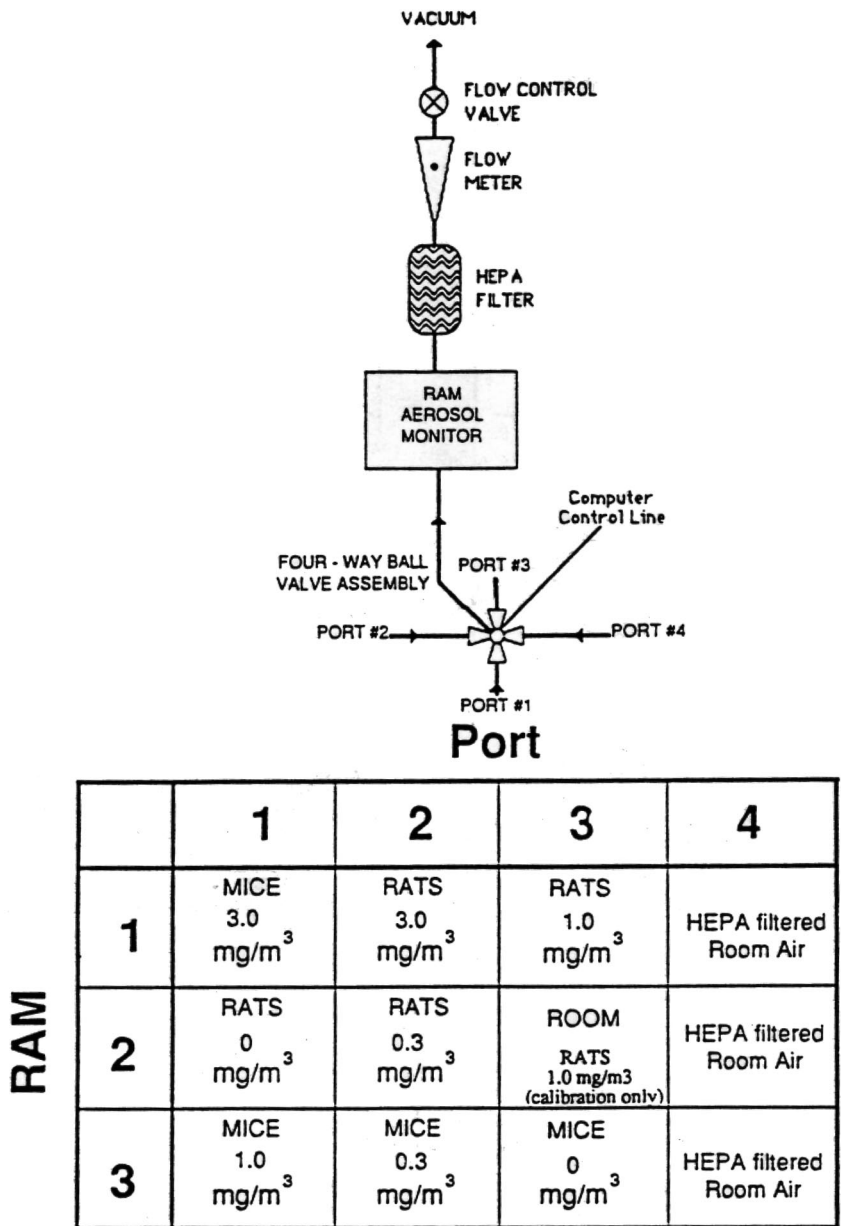 VACUUM
FLOW CONTROL
VALVE
FLOW
METER
HEPA
FILTER
RAM
AEROSOL
MONITOR
Computer
Control Line
FOUR - WAY BALL
VALVE ASSEMBLY
PORT #3
PORT #2
PORT #4
PORT #1
Port
1 2 3 4
RAM
1
MICE
3.0
mg/m³
RATS
3.0
mg/m³
RATS
1.0
mg/m³
HEPA filtered
Room Air
2
RATS
0
mg/m³
RATS
0.3
mg/m³
ROOM
RATS
1.0 mg/m3
(calibration only)
HEPA filtered
Room Air
3
MICE
1.0
mg/m³
MICE
0.3
mg/m³
MICE
0
mg/m³
HEPA filtered
Room Air